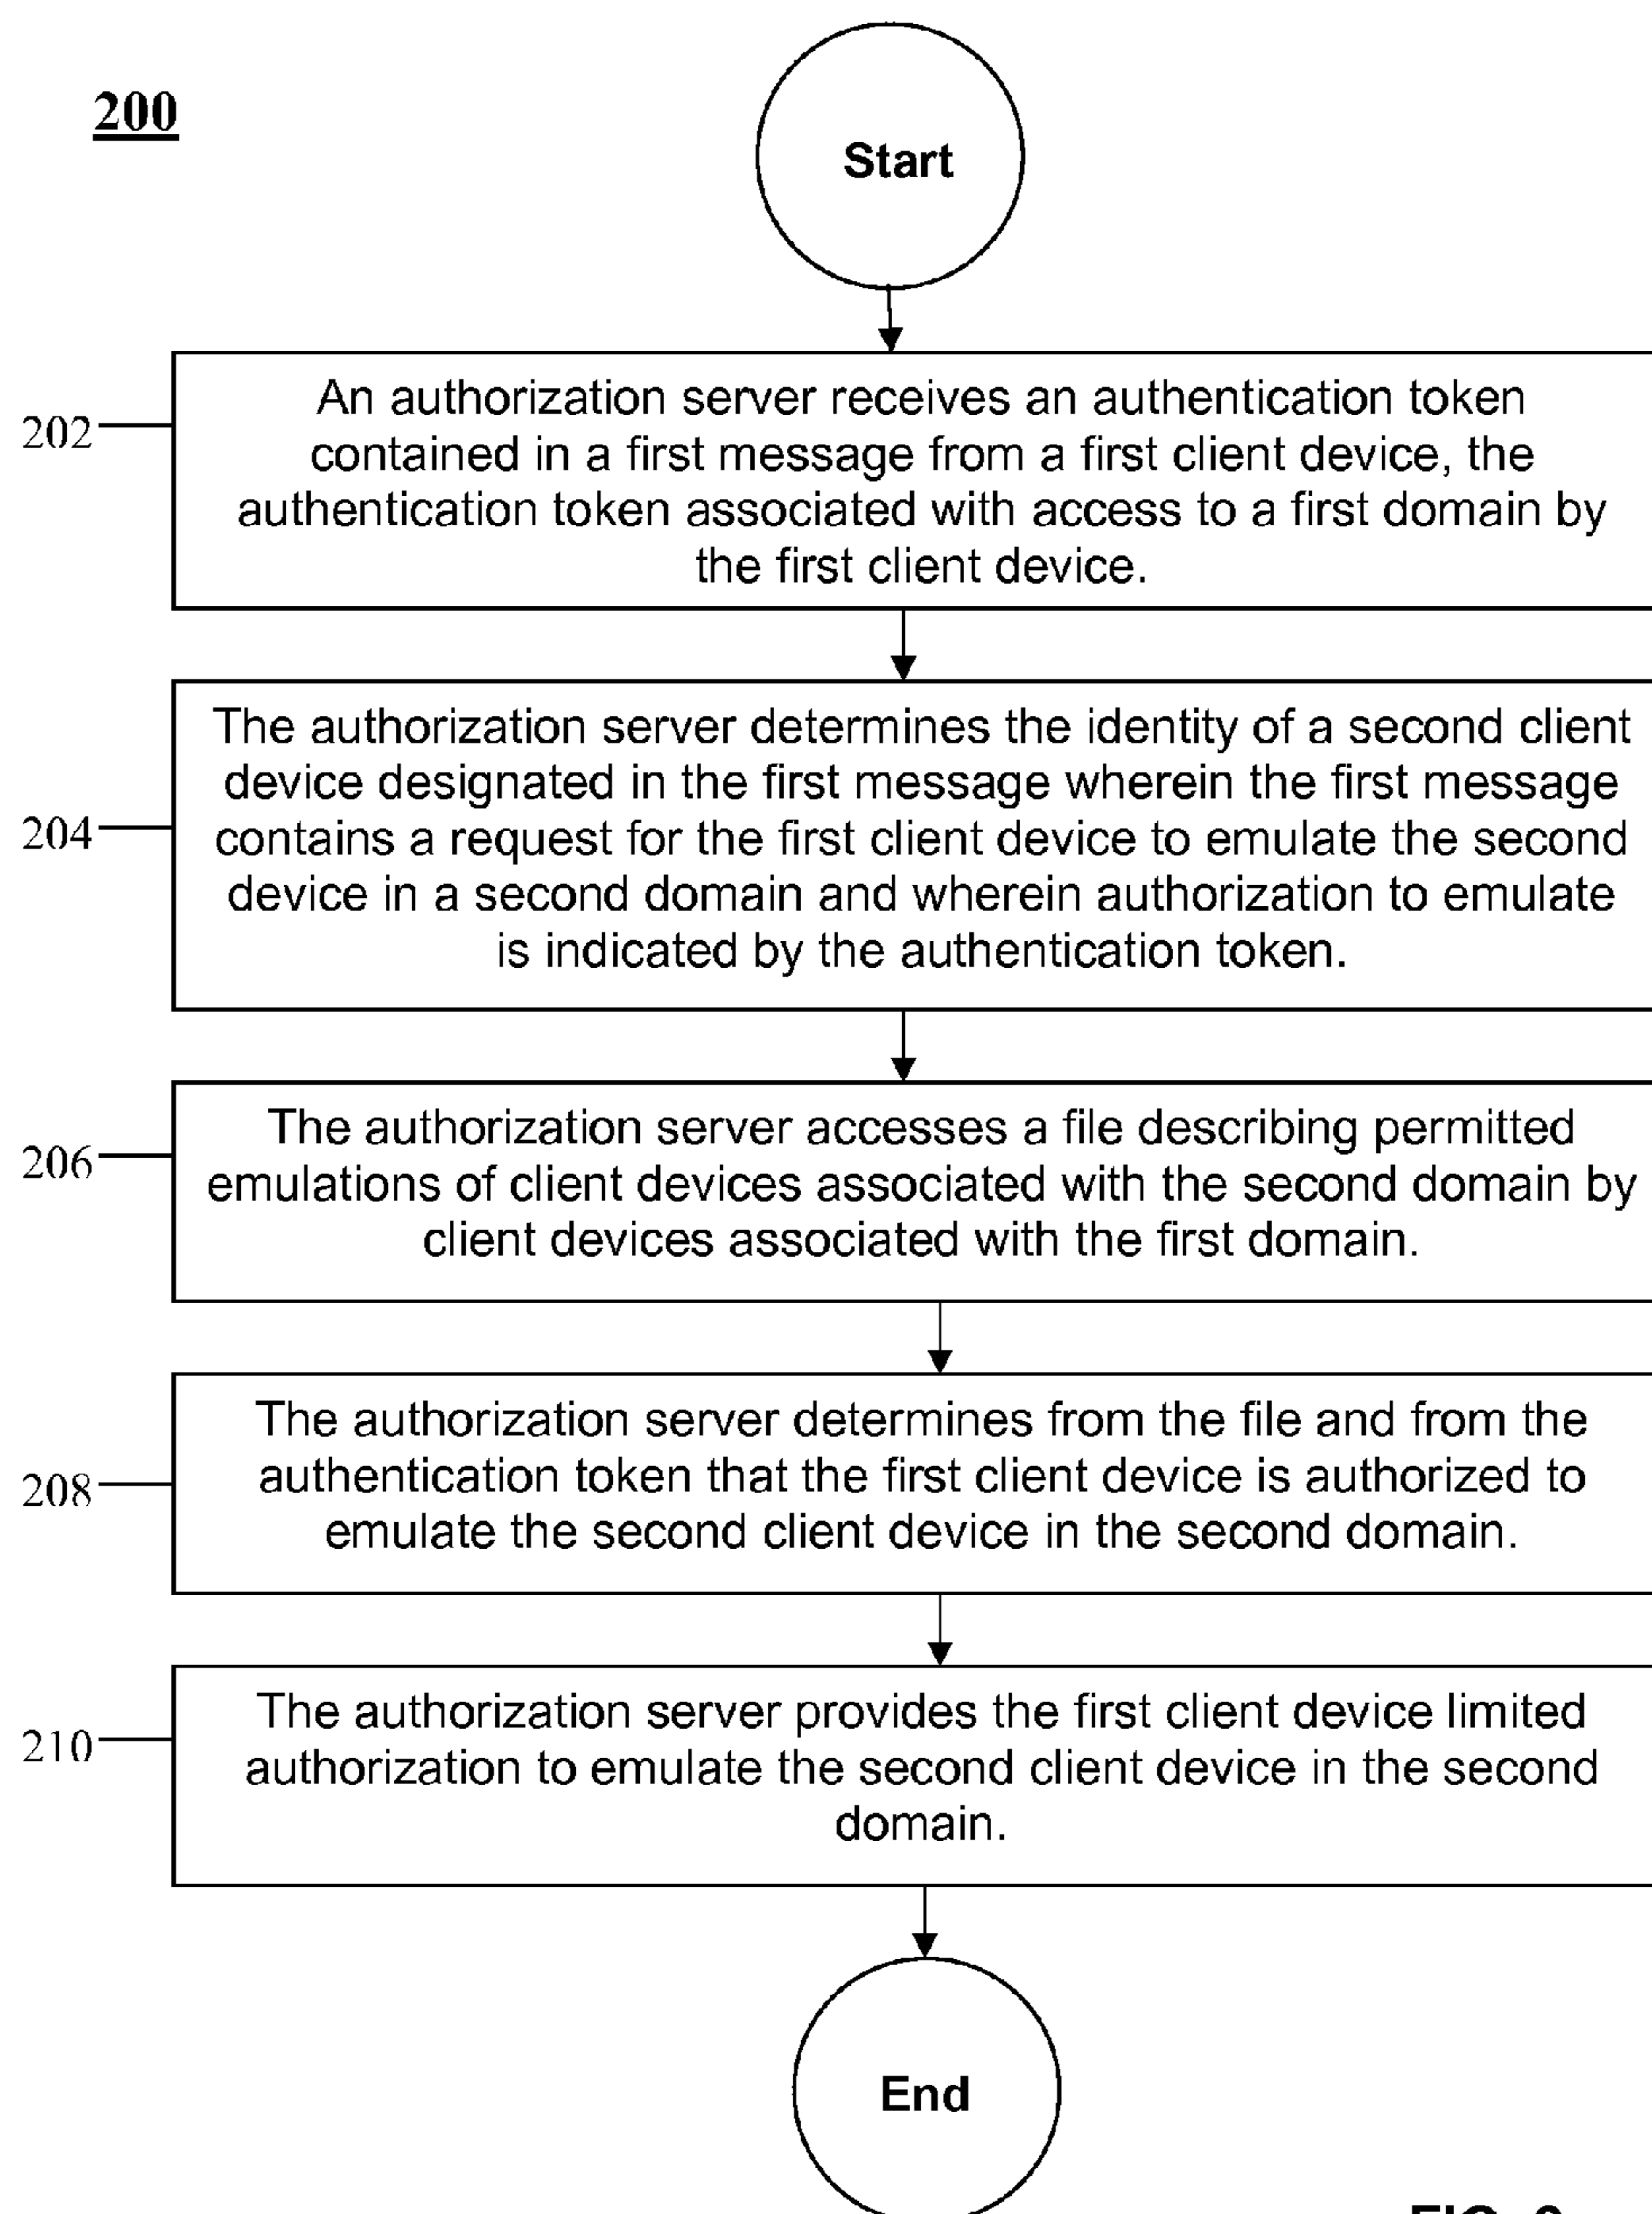 200
Start
202
An authorization server receives an authentication token
contained in a first message from a first client device, the
authentication token associated with access to a first domain by
the first client device.
204
The authorization server determines the identity of a second client
device designated in the first message wherein the first message
contains a request for the first client device to emulate the second
device in a second domain and wherein authorization to emulate
is indicated by the authentication token.
206
The authorization server accesses a file describing permitted
emulations of client devices associated with the second domain by
client devices associated with the first domain.
208
The authorization server determines from the file and from the
authentication token that the first client device is authorized to
emulate the second client device in the second domain.
210
The authorization server provides the first client device limited
authorization to emulate the second client device in the second
domain.
End